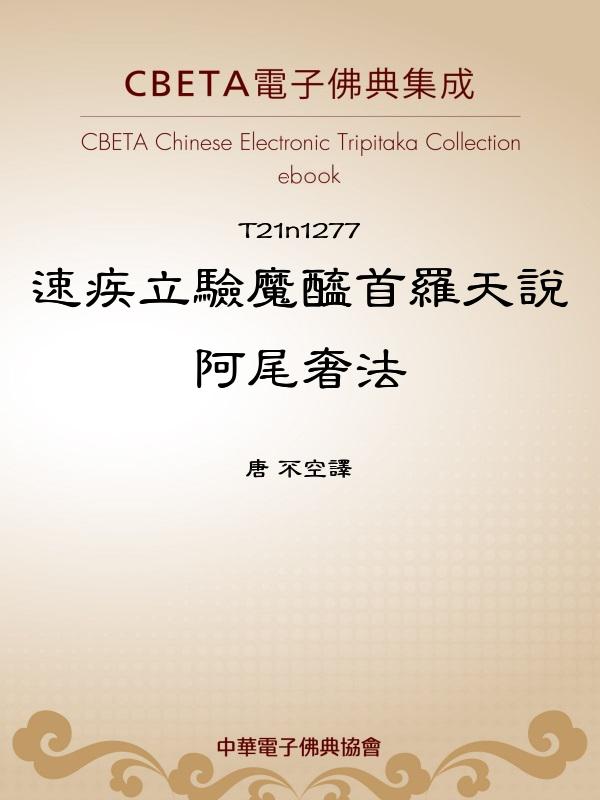 CBETA電子佛典集成
CBETA Chinese Electronic Tripitaka Collection
ebook
T21n1277
速疾立驗魔醯首羅天說
阿尾奢法
唐 不空譯
中華電子佛典協會